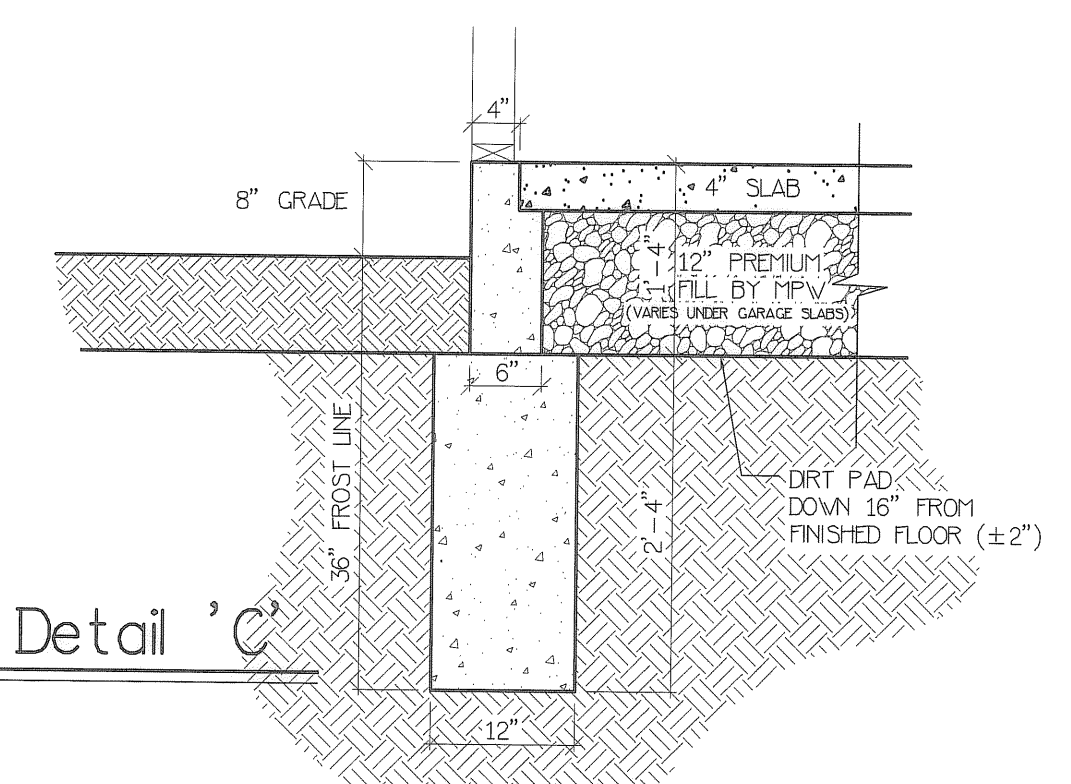 4"
8" GRADE
4" SLAB
1'-4"
12" PREMIUM
FILL BY MPW
(VARIES UNDER GARAGE SLABS)
6"
36" FROST LINE
2'-4"
DIRT PAD
DOWN 16" FROM
FINISHED FLOOR (±2")
Detail 'C'
12"